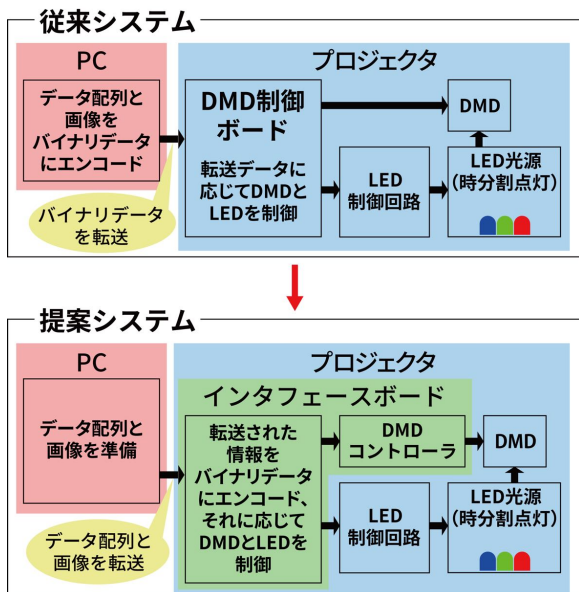 従来システム
PC
プロジェクタ
データ配列と
画像を
バイナリデータ
にエンコード
バイナリデータ
を転送
DMD制御
ボード
転送データに
応じてDMDと
LEDを制御
LED
制御回路
DMD
LED光源
(時分割点灯)
提案システム
PC
プロジェクタ
データ配列と
画像を準備
データ配列と
画像を転送
インタフェースボード
転送された
情報を
バイナリデータ
にエンコード、
それに応じて
DMDとLEDを
制御
DMD
コントローラ
LED
制御回路
DMD
LED光源
(時分割点灯)